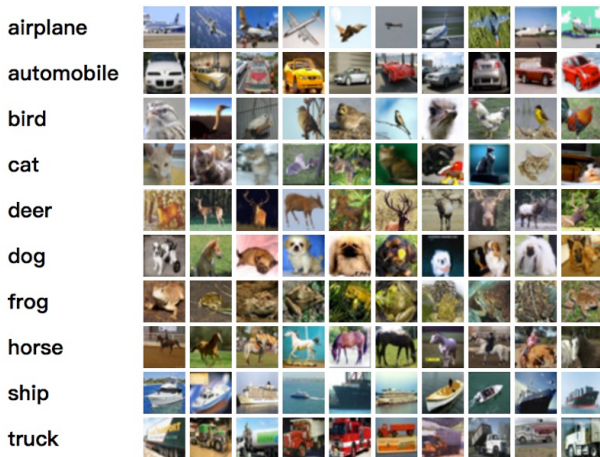 airplane
automobile
bird
cat
deer
dog
frog
horse
ship
truck